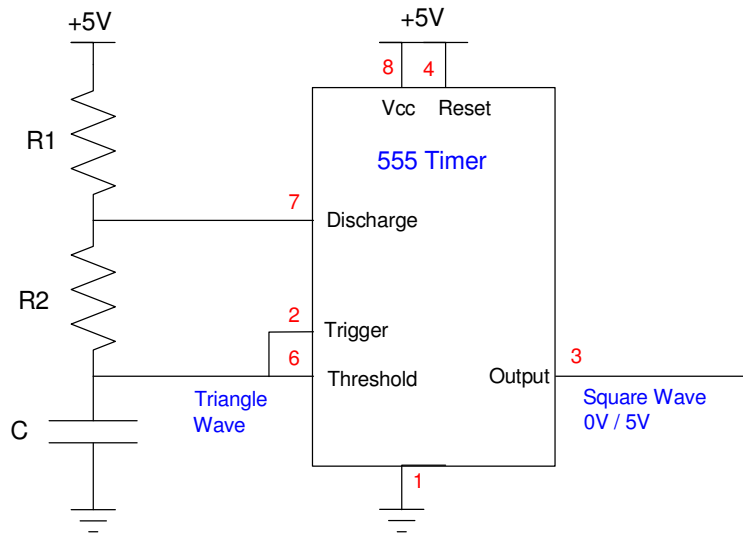 +5V
+5V
8
4
Vcc
Reset
R1
555 Timer
7
Discharge
R2
2
Trigger
6
3
Threshold
Output
Triangle
Wave
Square Wave
0V / 5V
C
1